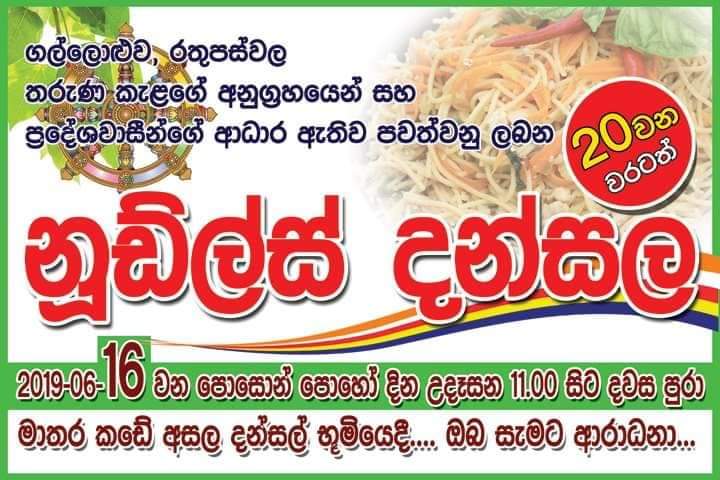 ගල්ලොළුව, රතුපස්වල
තරුණ කැළගේ අනුග්‍රහයෙන් සහ
ප්‍රදේශවාසීන්ගේ ආධාර ඇතිව පවත්වනු ලබන
20වන
වරටත්
නූඩ්ල්ස් දන්සල
2019-06-16 වන පොසොන් පොහෝ දින උදෑසන 11.00 සිට දවස පුරා
මාතර කඩේ අසල දන්සල් භූමියෙදී.... ඔබ සැමට ආරාධනා...